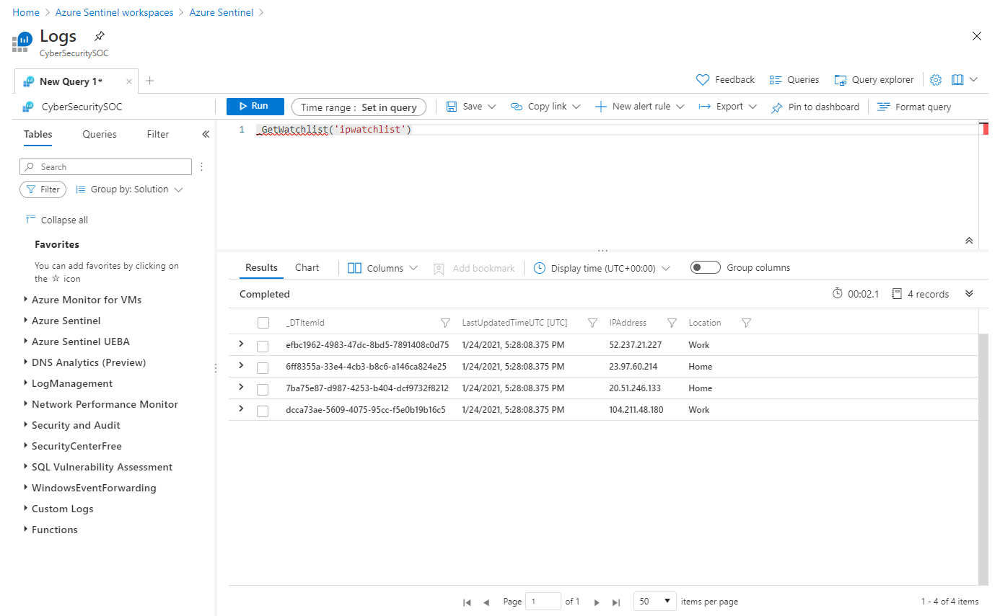 Home > Azure Sentinel workspaces > Azure Sentinel >
Logs
CyberSecuritySOC
New Query 1*
Feedback Queries Query explorer
CyberSecuritySOC
Run Time range : Set in query Save Copy link New alert rule Export Pin to dashboard Format query
Tables Queries Filter
1 _GetWatchlist('ipwatchlist')
Search
Filter Group by: Solution
Collapse all
Favorites
You can add favorites by clicking on
the ☆ icon
Azure Monitor for VMs
Azure Sentinel
Azure Sentinel UEBA
DNS Analytics (Preview)
LogManagement
Network Performance Monitor
Security and Audit
SecurityCenterFree
SQL Vulnerability Assessment
WindowsEventForwarding
Custom Logs
Functions
Results Chart Columns Add bookmark Display time (UTC+00:00) Group columns
Completed 00:02.1 4 records
_DTItemId LastUpdatedTimeUTC [UTC] IPAddress Location
efbc1962-4983-47dc-8bd5-7891408c0d75 1/24/2021, 5:28:08.375 PM 52.237.21.227 Work
6ff8355a-33e4-4cb3-b8c6-a146ca824e25 1/24/2021, 5:28:08.375 PM 23.97.60.214 Home
7ba75e87-d987-4253-b404-dcf9732f8212 1/24/2021, 5:28:08.375 PM 20.51.246.133 Home
dcca73ae-5609-4075-95cc-f5e0b19b16c5 1/24/2021, 5:28:08.375 PM 104.211.48.180 Work
Page 1 of 1 50 items per page 1 - 4 of 4 items